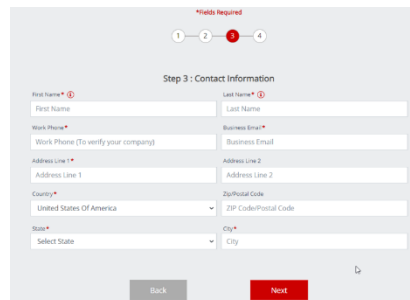 *Fields Required
1 2 3 4
Step 3 : Contact Information
First Name* Last Name*
First Name Last Name
Work Phone* Business Email*
Work Phone (To verify your company) Business Email
Address Line 1* Address Line 2
Address Line 1 Address Line 2
Country* Zip/Postal Code
United States Of America ZIP Code/Postal Code
State* City*
Select State City
Back Next